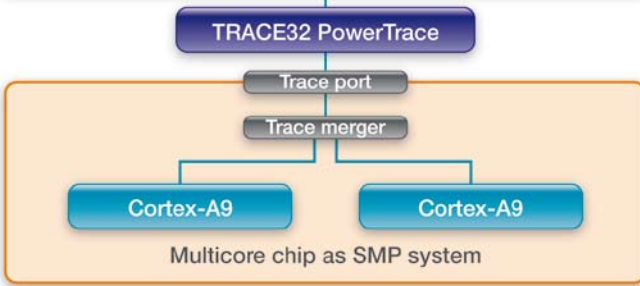 TRACE32 PowerTrace
Trace port
Trace merger
Cortex-A9 Cortex-A9
Multicore chip as SMP system